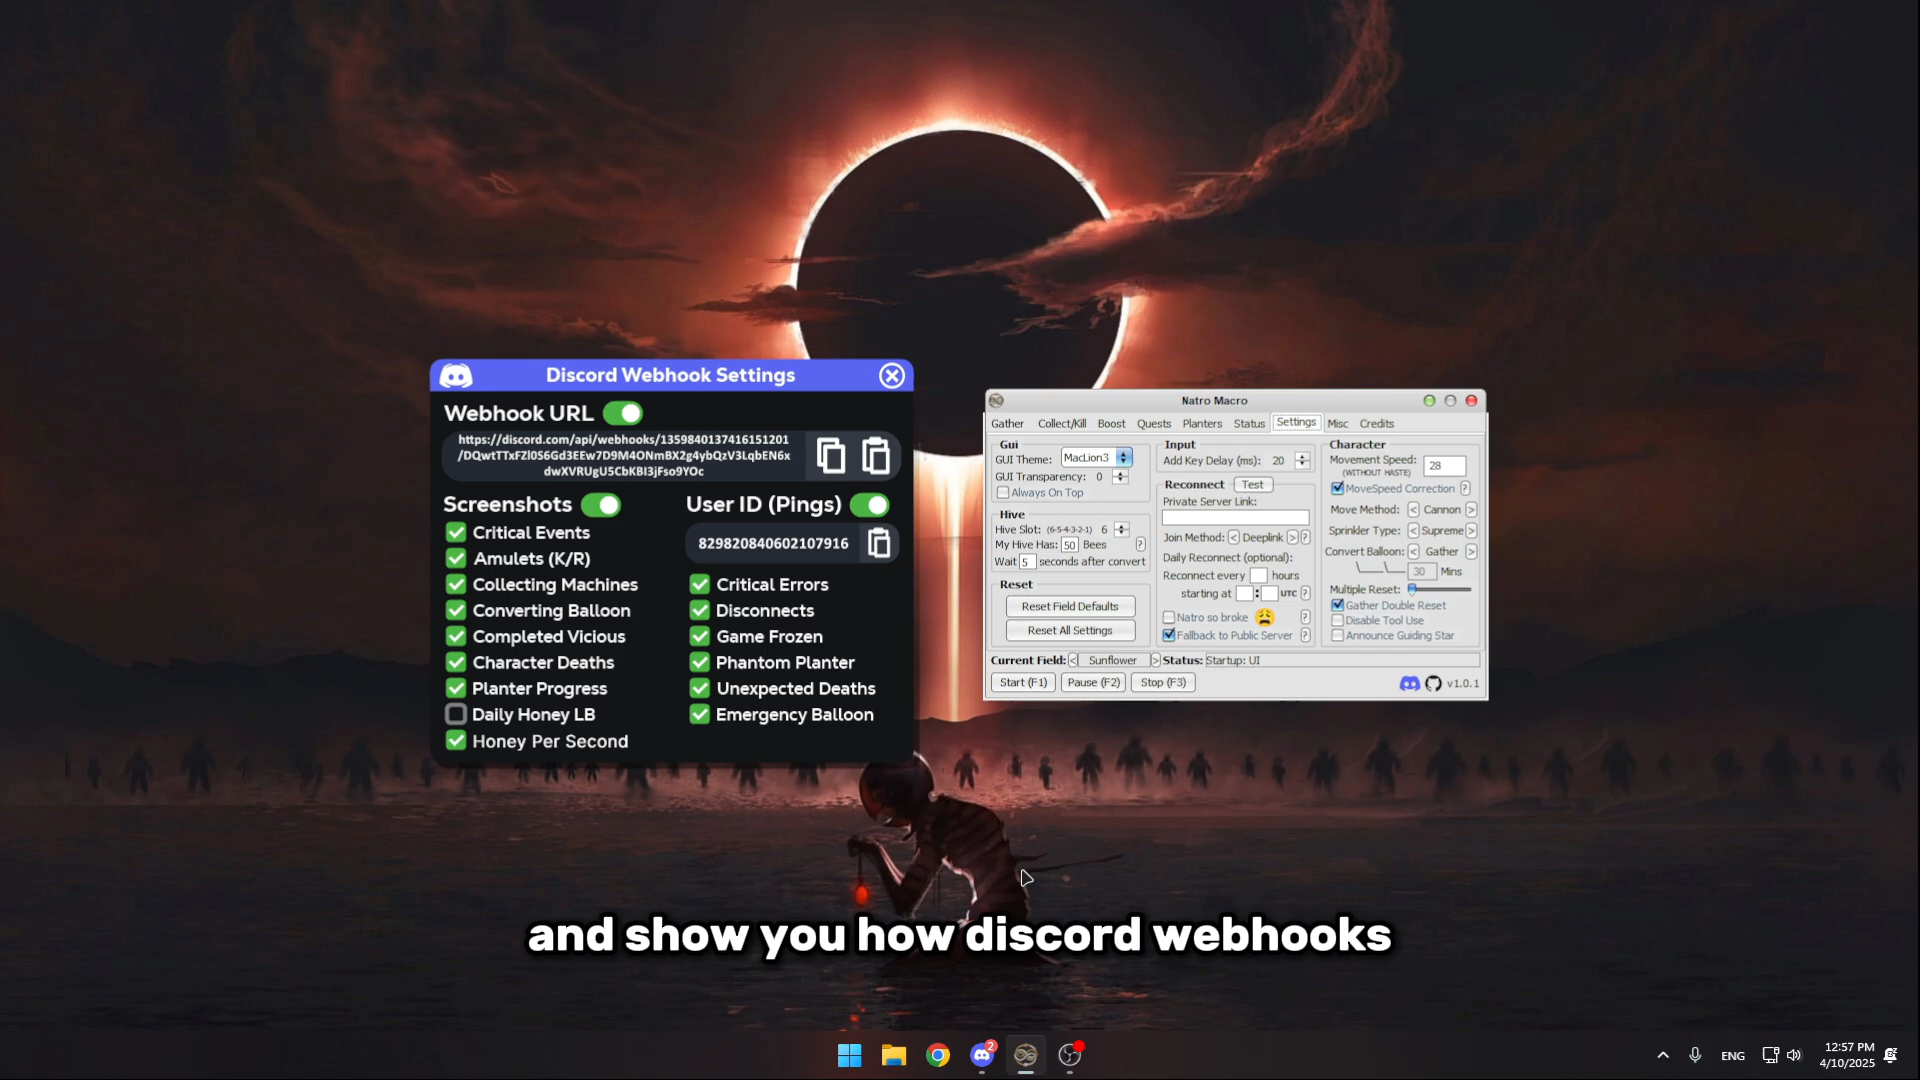 Discord Webhook Settings
Webhook URL
https://discord.com/api/webhooks/1359840137416151201
/DQwtTTxFZl0S6Gd3EEw7D9M4ONmBX2g4ybQzV3LqbEN6x
dwXVRUgU5CbKBI3jFso9YOc
Screenshots
Critical Events
Amulets (K/R)
Collecting Machines
Converting Balloon
Completed Vicious
Character Deaths
Planter Progress
Daily Honey LB
Honey Per Second
User ID (Pings)
829820840602107916
Critical Errors
Disconnects
Game Frozen
Phantom Planter
Unexpected Deaths
Emergency Balloon
Natro Macro
Gather Collect/Kill Boost Quests Planters Status Settings Misc Credits
Gui
GUI Theme: MacLion3
GUI Transparency: 0
Always On Top
Hive
Hive Slot: (6-5-4-3-2-1) 6
My Hive Has: 50 Bees ?
Wait 5 seconds after convert
Reset
Reset Field Defaults
Reset All Settings
Input
Add Key Delay (ms): 20
Reconnect Test
Private Server Link:
Join Method: < Deeplink > ?
Daily Reconnect (optional):
Reconnect every hours
starting at : UTC ?
Natro so broke ?
Fallback to Public Server ?
Character
Movement Speed: 28
(WITHOUT HASTE)
MoveSpeed Correction ?
Move Method: < Cannon >
Sprinkler Type: < Supreme >
Convert Balloon: < Gather >
30 Mins
Multiple Reset:
Gather Double Reset
Disable Tool Use
Announce Guiding Star
Current Field: < Sunflower > Status: Startup: UI
Start (F1) Pause (F2) Stop (F3) v1.0.1
and show you how discord webhooks
2
ENG
12:57 PM
4/10/2025